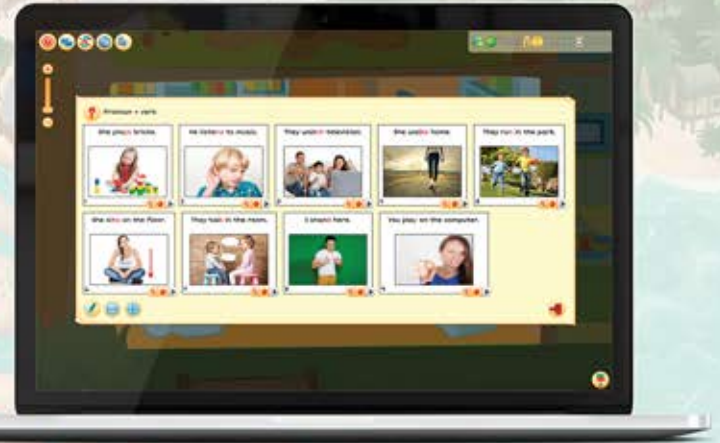 Pronoun + verb
She plays bricks.
He listens to music.
They watch television.
She walks home.
They run in the park.
She sits on the floor.
They talk in the room.
I stand here.
You play on the computer.